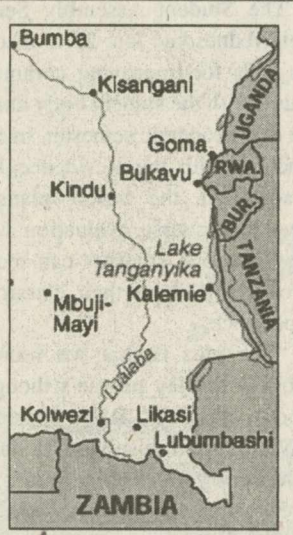 Bumba
Kisangani
UGANDA
Goma
RWA.
Bukavu
Kindu
BUR.
Lake
Tanganyika
TANZANIA
Kalemie
Mbuji-
Mayi
Lualaba
Kolwezi
Likasi
Lubumbashi
ZAMBIA